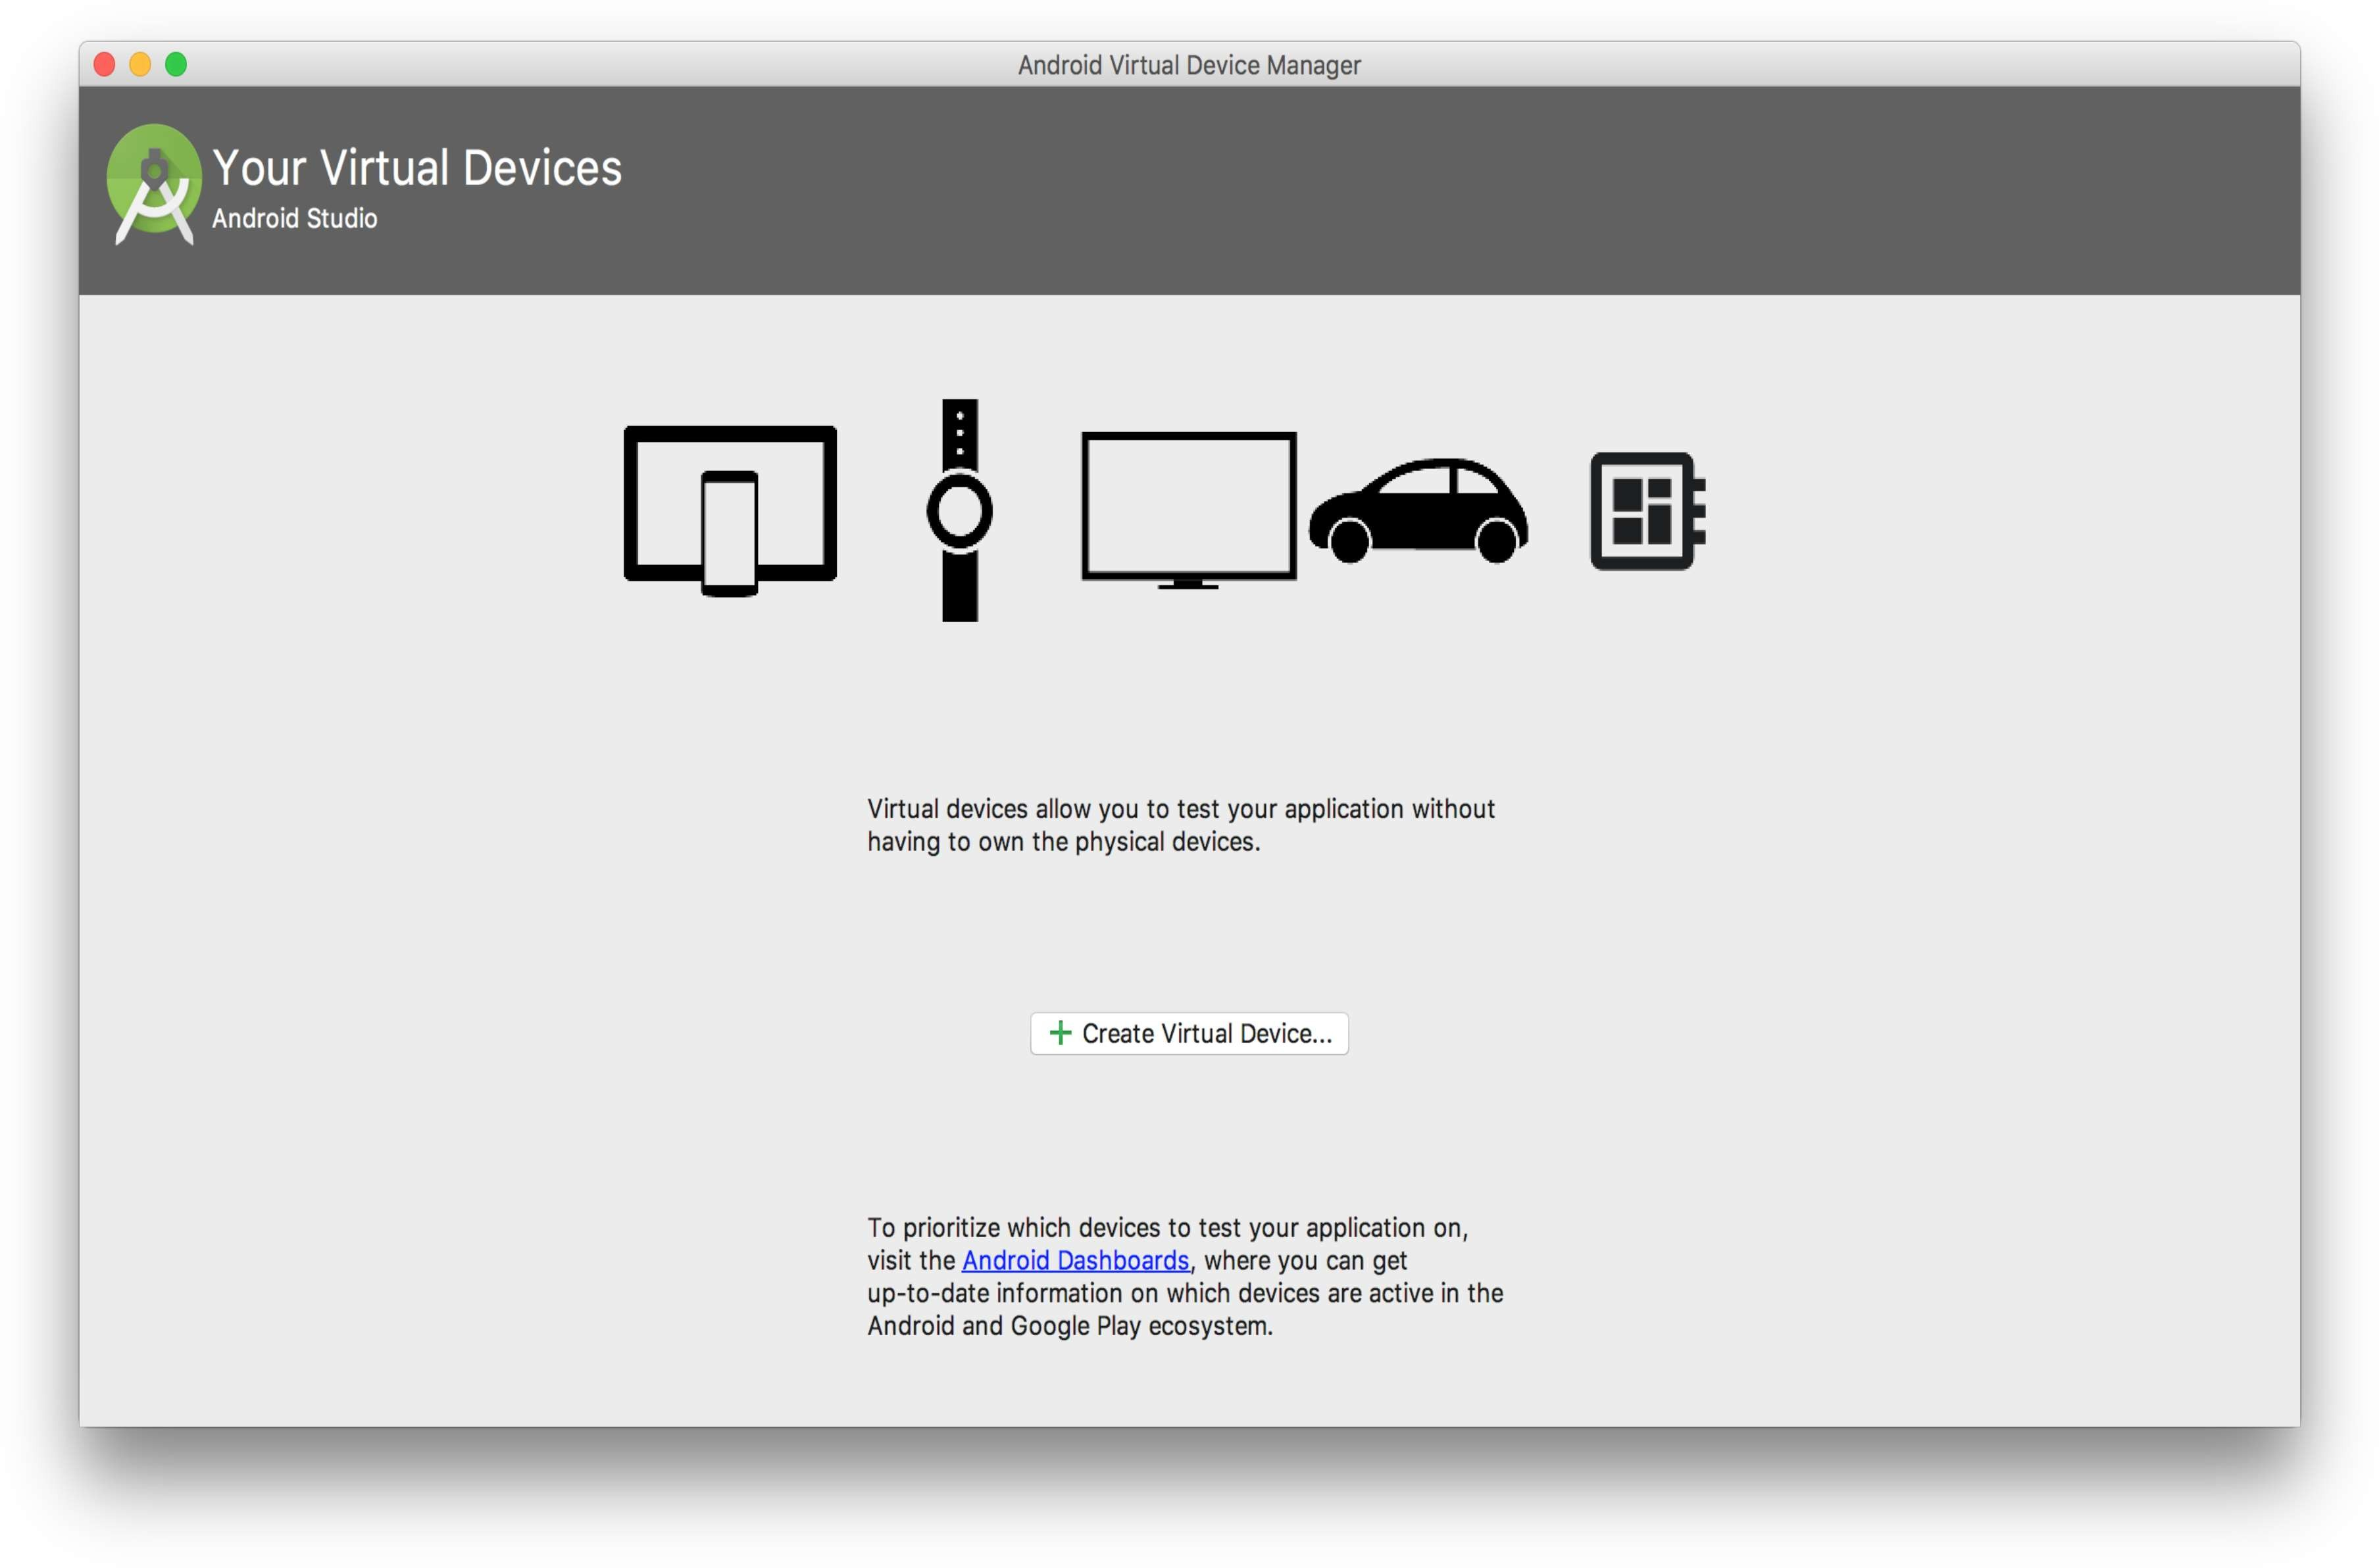 Android Virtual Device Manager
Your Virtual Devices
Android Studio
Virtual devices allow you to test your application without
having to own the physical devices.
Create Virtual Device...
To prioritize which devices to test your application on,
visit the Android Dashboards, where you can get
up-to-date information on which devices are active in the
Android and Google Play ecosystem.